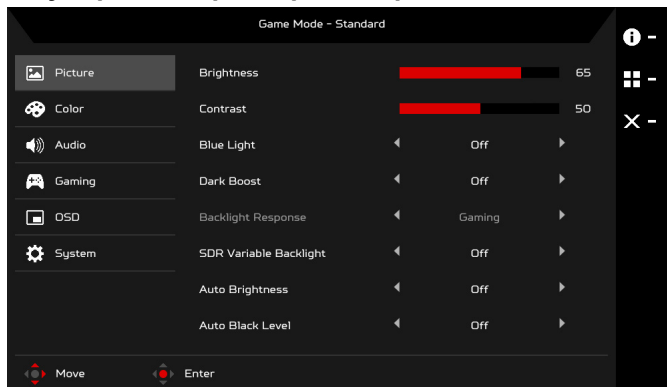 Game Mode - Standard
Picture
Brightness 65
Color
Contrast 50
Audio
Blue Light Off
Gaming
Dark Boost Off
OSD
Backlight Response Gaming
System
SDR Variable Backlight Off
Auto Brightness Off
Auto Black Level Off
Move Enter